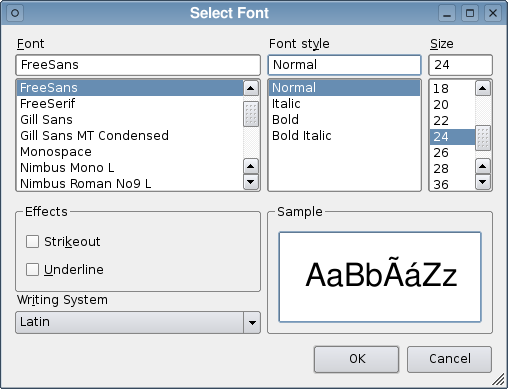 Select Font
Font
Font style
Size
FreeSans
Normal
24
FreeSans
FreeSerif
Gill Sans
Gill Sans MT Condensed
Monospace
Nimbus Mono L
Nimbus Roman No9 L
Normal
Italic
Bold
Bold Italic
18
20
22
24
26
28
36
Effects
Strikeout
Underline
Sample
AaBbÃáZz
Writing System
Latin
OK
Cancel